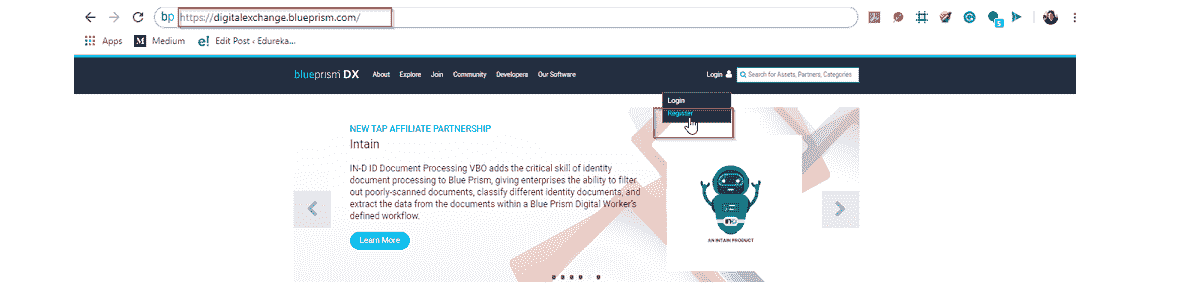 bp https://digitalexchange.blueprism.com/
S
Apps M Medium e! Edit Post ‹ Edureka...
blueprism DX About Explore Join Community Developers Our Software Login Search for Assets, Partners, Categories
Login
Register
NEW TAP AFFILIATE PARTNERSHIP
Intain
IN-D ID Document Processing VBO adds the critical skill of identity
document processing to Blue Prism, giving enterprises the ability to filter
out poorly-scanned documents, classify different identity documents, and
extract the data from the documents within a Blue Prism Digital Worker's
defined workflow.
Learn More
AN INTAIN PRODUCT